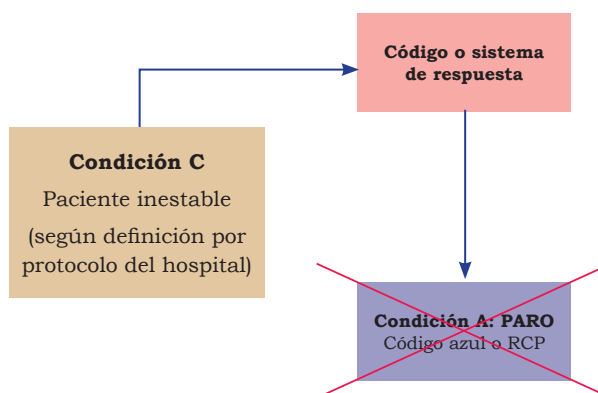 Código o sistema
de respuesta
Condición C
Paciente inestable
(según definición por
protocolo del hospital)
Condición A: PARO
Código azul o RCP